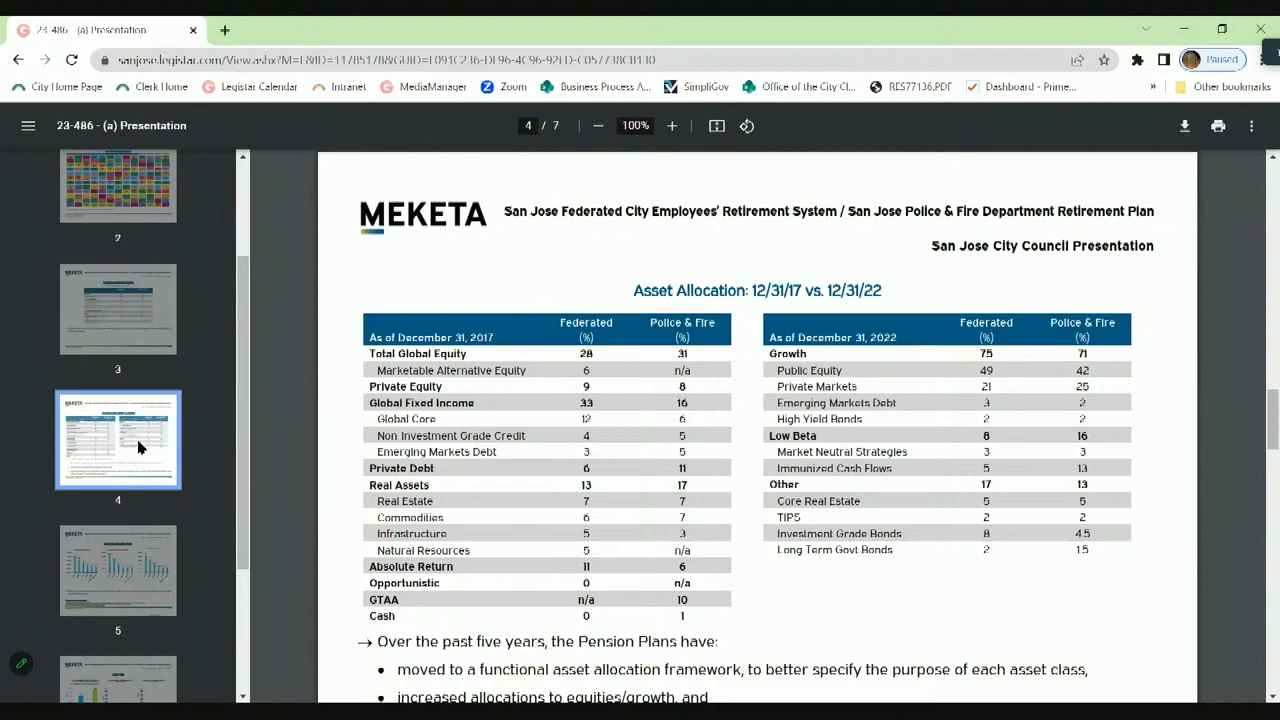 23-486 - (a) Presentation
Paused
City Home Page
Clerk Home
Legistar Calendar
Intranet
MediaManager
Zoom
Business Process A...
SimpliGov
Office of the City Cl...
RES77136.PDF
Dashboard - Prime...
»
Other bookmarks
23-486 - (a) Presentation
4 / 7
100%
2
3
4
5
MEKETA
San Jose Federated City Employees' Retirement System / San Jose Police & Fire Department Retirement Plan
San Jose City Council Presentation
Asset Allocation: 12/31/17 vs. 12/31/22
As of December 31, 2017 Federated (%) Police & Fire (%)
Total Global Equity 28 31
Marketable Alternative Equity 6 n/a
Private Equity 9 8
Global Fixed Income 33 16
Global Core 12 6
Non Investment Grade Credit 4 5
Emerging Markets Debt 3 5
Private Debt 6 11
Real Assets 13 17
Real Estate 7 7
Commodities 6 7
Infrastructure 5 3
Natural Resources 5 n/a
Absolute Return 11 6
Opportunistic 0 n/a
GTAA n/a 10
Cash 0 1
As of December 31, 2022 Federated (%) Police & Fire (%)
Growth 75 71
Public Equity 49 42
Private Markets 21 25
Emerging Markets Debt 3 2
High Yield Bonds 2 2
Low Beta 8 16
Market Neutral Strategies 3 3
Immunized Cash Flows 5 13
Other 17 13
Core Real Estate 5 5
TIPS 2 2
Investment Grade Bonds 8 4.5
Long Term Govt Bonds 2 1.5
→ Over the past five years, the Pension Plans have:
• moved to a functional asset allocation framework, to better specify the purpose of each asset class,
• increased allocations to equities/growth, and